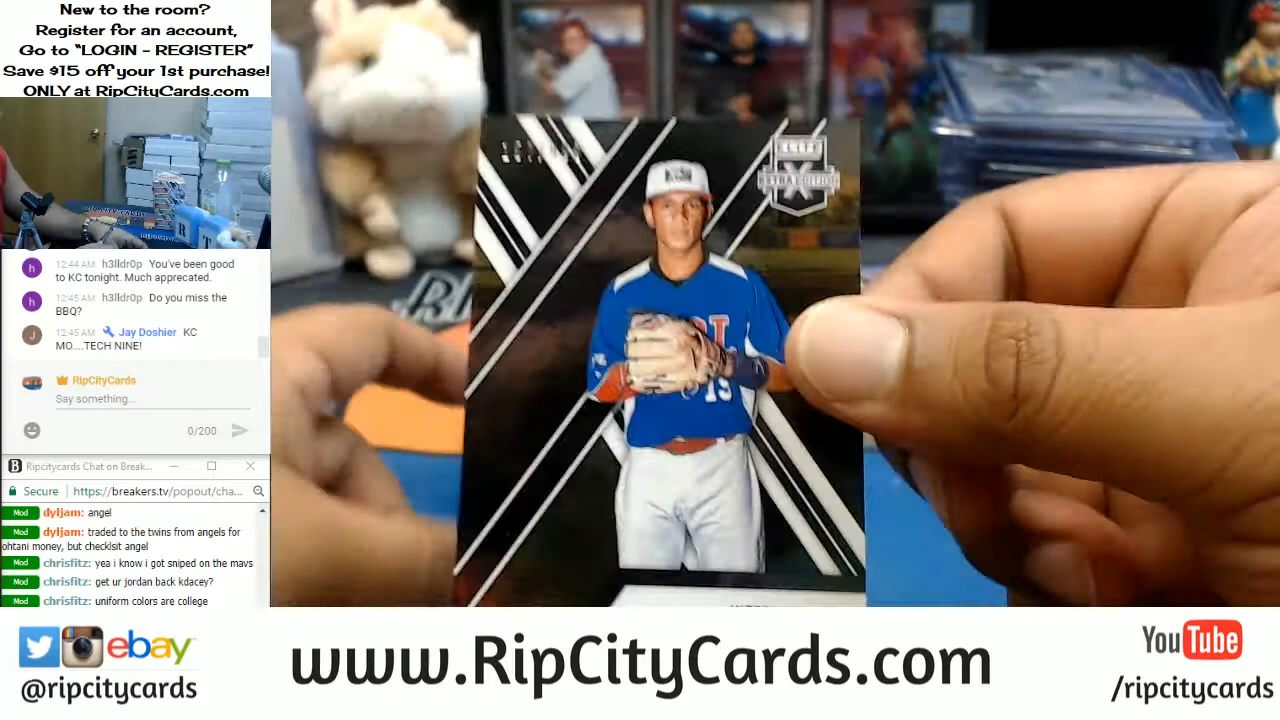 New to the room?
Register for an account,
Go to “LOGIN - REGISTER”
Save $15 off your 1st purchase!
ONLY at RipCityCards.com
h
12:44 AM h3lldr0p You've been good
to KC tonight. Much apprecated.
h
12:45 AM h3lldr0p Do you miss the
BBQ?
J
12:45 AM Jay Doshier KC
MO....TECH NINE!
RipCityCards
Say something...
0/200
B Ripcitycards Chat on Break...
Secure https://breakers.tv/popout/cha...
Mod dyljam: angel
Mod dyljam: traded to the twins from angels for
ohtani money, but checklsit angel
Mod chrisfitz: yea i know i got sniped on the mavs
Mod chrisfitz: get ur jordan back kdacey?
Mod chrisfitz: uniform colors are college
ELITE
X
EXTRA EDITION
19
ebay
@ripcitycards
www.RipCityCards.com
YouTube
/ripcitycards